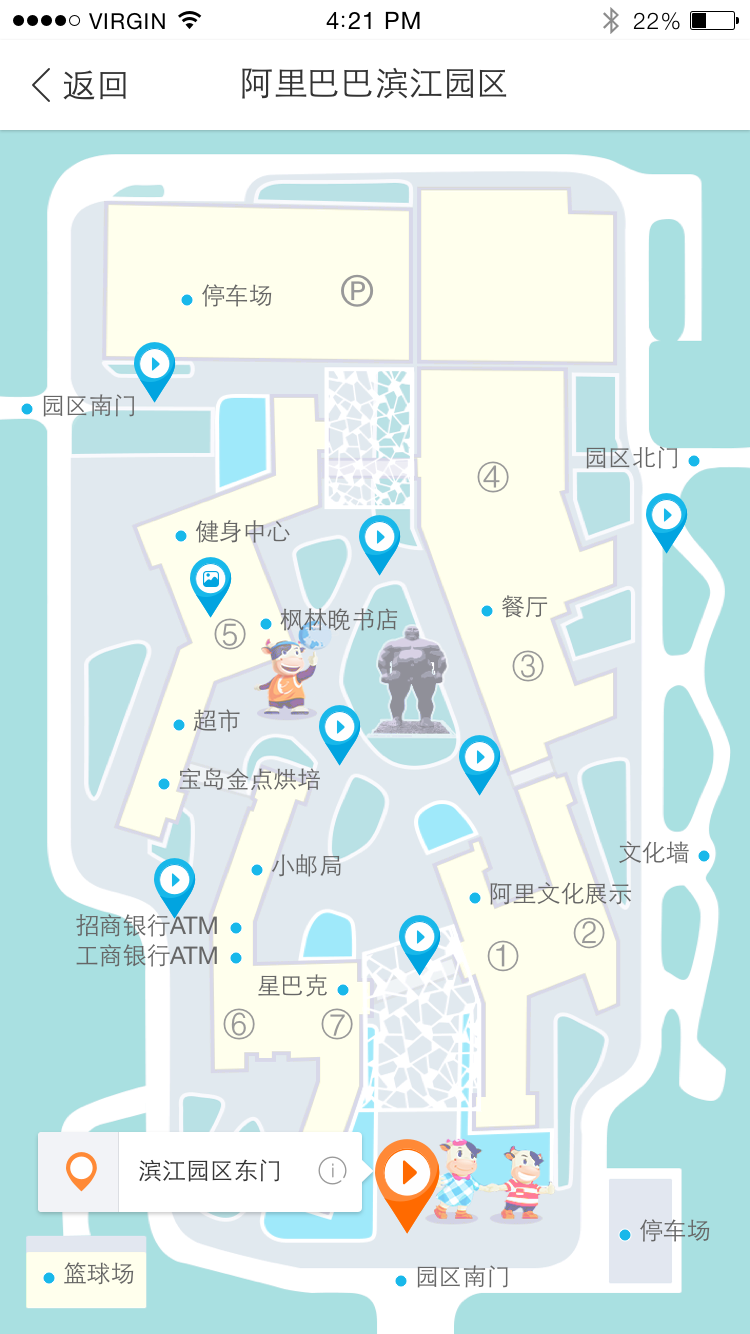 VIRGIN 4:21 PM 22%
返回 阿里巴巴滨江园区
停车场 P
园区南门
园区北门
④
健身中心
餐厅
枫林晚书店
⑤
③
超市
宝岛金点烘培
文化墙
小邮局
阿里文化展示
招商银行ATM
②
工商银行ATM
①
星巴克
⑥ ⑦
滨江园区东门
停车场
篮球场
园区南门